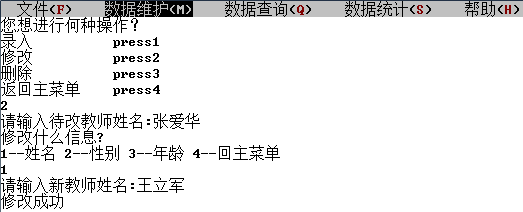 文件(F) 数据维护(M) 数据查询(Q) 数据统计(S) 帮助(H)
您想进行何种操作?
录入 press1
修改 press2
删除 press3
返回主菜单 press4
2
请输入待改教师姓名:张爱华
修改什么信息?
1--姓名 2--性别 3--年龄 4--回主菜单
1
请输入新教师姓名:王立军
修改成功